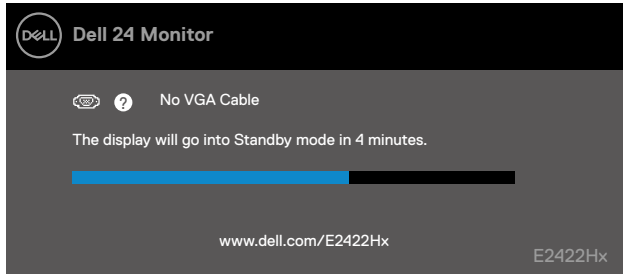 DELL Dell 24 Monitor
? No VGA Cable
The display will go into Standby mode in 4 minutes.
www.dell.com/E2422Hx
E2422Hx